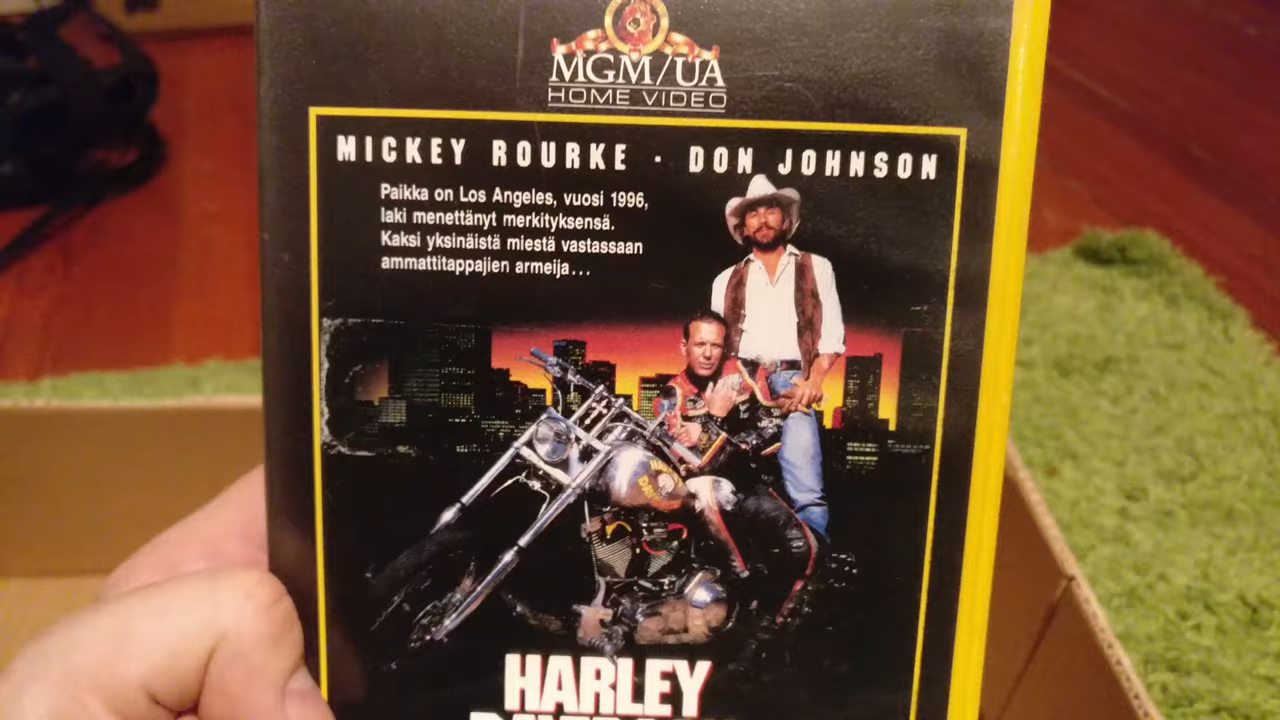 MGM/UA
HOME VIDEO
MICKEY ROURKE · DON JOHNSON
Paikka on Los Angeles, vuosi 1996,
laki menettänyt merkityksensä.
Kaksi yksinäistä miestä vastassaan
ammattitappajien armeija...
HARLEY